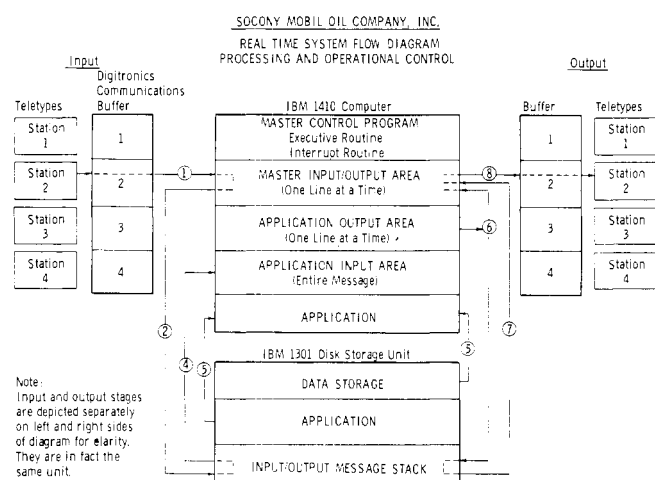 SOCONY MOBIL OIL COMPANY, INC.
REAL TIME SYSTEM FLOW DIAGRAM
PROCESSING AND OPERATIONAL CONTROL
Input
Output
Digitronics
Communications
Teletypes
Buffer
IBM 1410 Computer
Buffer
Teletypes
Station
1
1
MASTER CONTROL PROGRAM
Executive Routine
Interrupt Routine
1
Station
1
Station
2
2
①
MASTER INPUT/OUTPUT AREA
(One Line at a Time)
⑧
2
Station
2
Station
3
3
APPLICATION OUTPUT AREA
(One Line at a Time)
⑥
3
Station
3
Station
4
4
APPLICATION INPUT AREA
(Entire Message)
4
Station
4
②
④
⑤
APPLICATION
⑤
⑦
IBM 1301 Disk Storage Unit
DATA STORAGE
APPLICATION
INPUT/OUTPUT MESSAGE STACK
Note:
Input and output stages
are depicted separately
on left and right sides
of diagram for clarity.
They are in fact the
same unit.